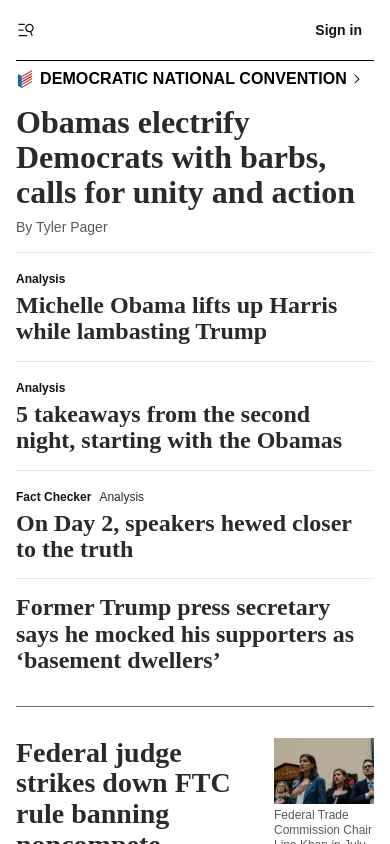 Sign in
DEMOCRATIC NATIONAL CONVENTION
Obamas electrify
Democrats with barbs,
calls for unity and action
By Tyler Pager
Analysis
Michelle Obama lifts up Harris
while lambasting Trump
Analysis
5 takeaways from the second
night, starting with the Obamas
Fact Checker Analysis
On Day 2, speakers hewed closer
to the truth
Former Trump press secretary
says he mocked his supporters as
‘basement dwellers’
Federal judge
strikes down FTC
rule banning
noncompete
Federal Trade
Commission Chair
Lina Khan in July